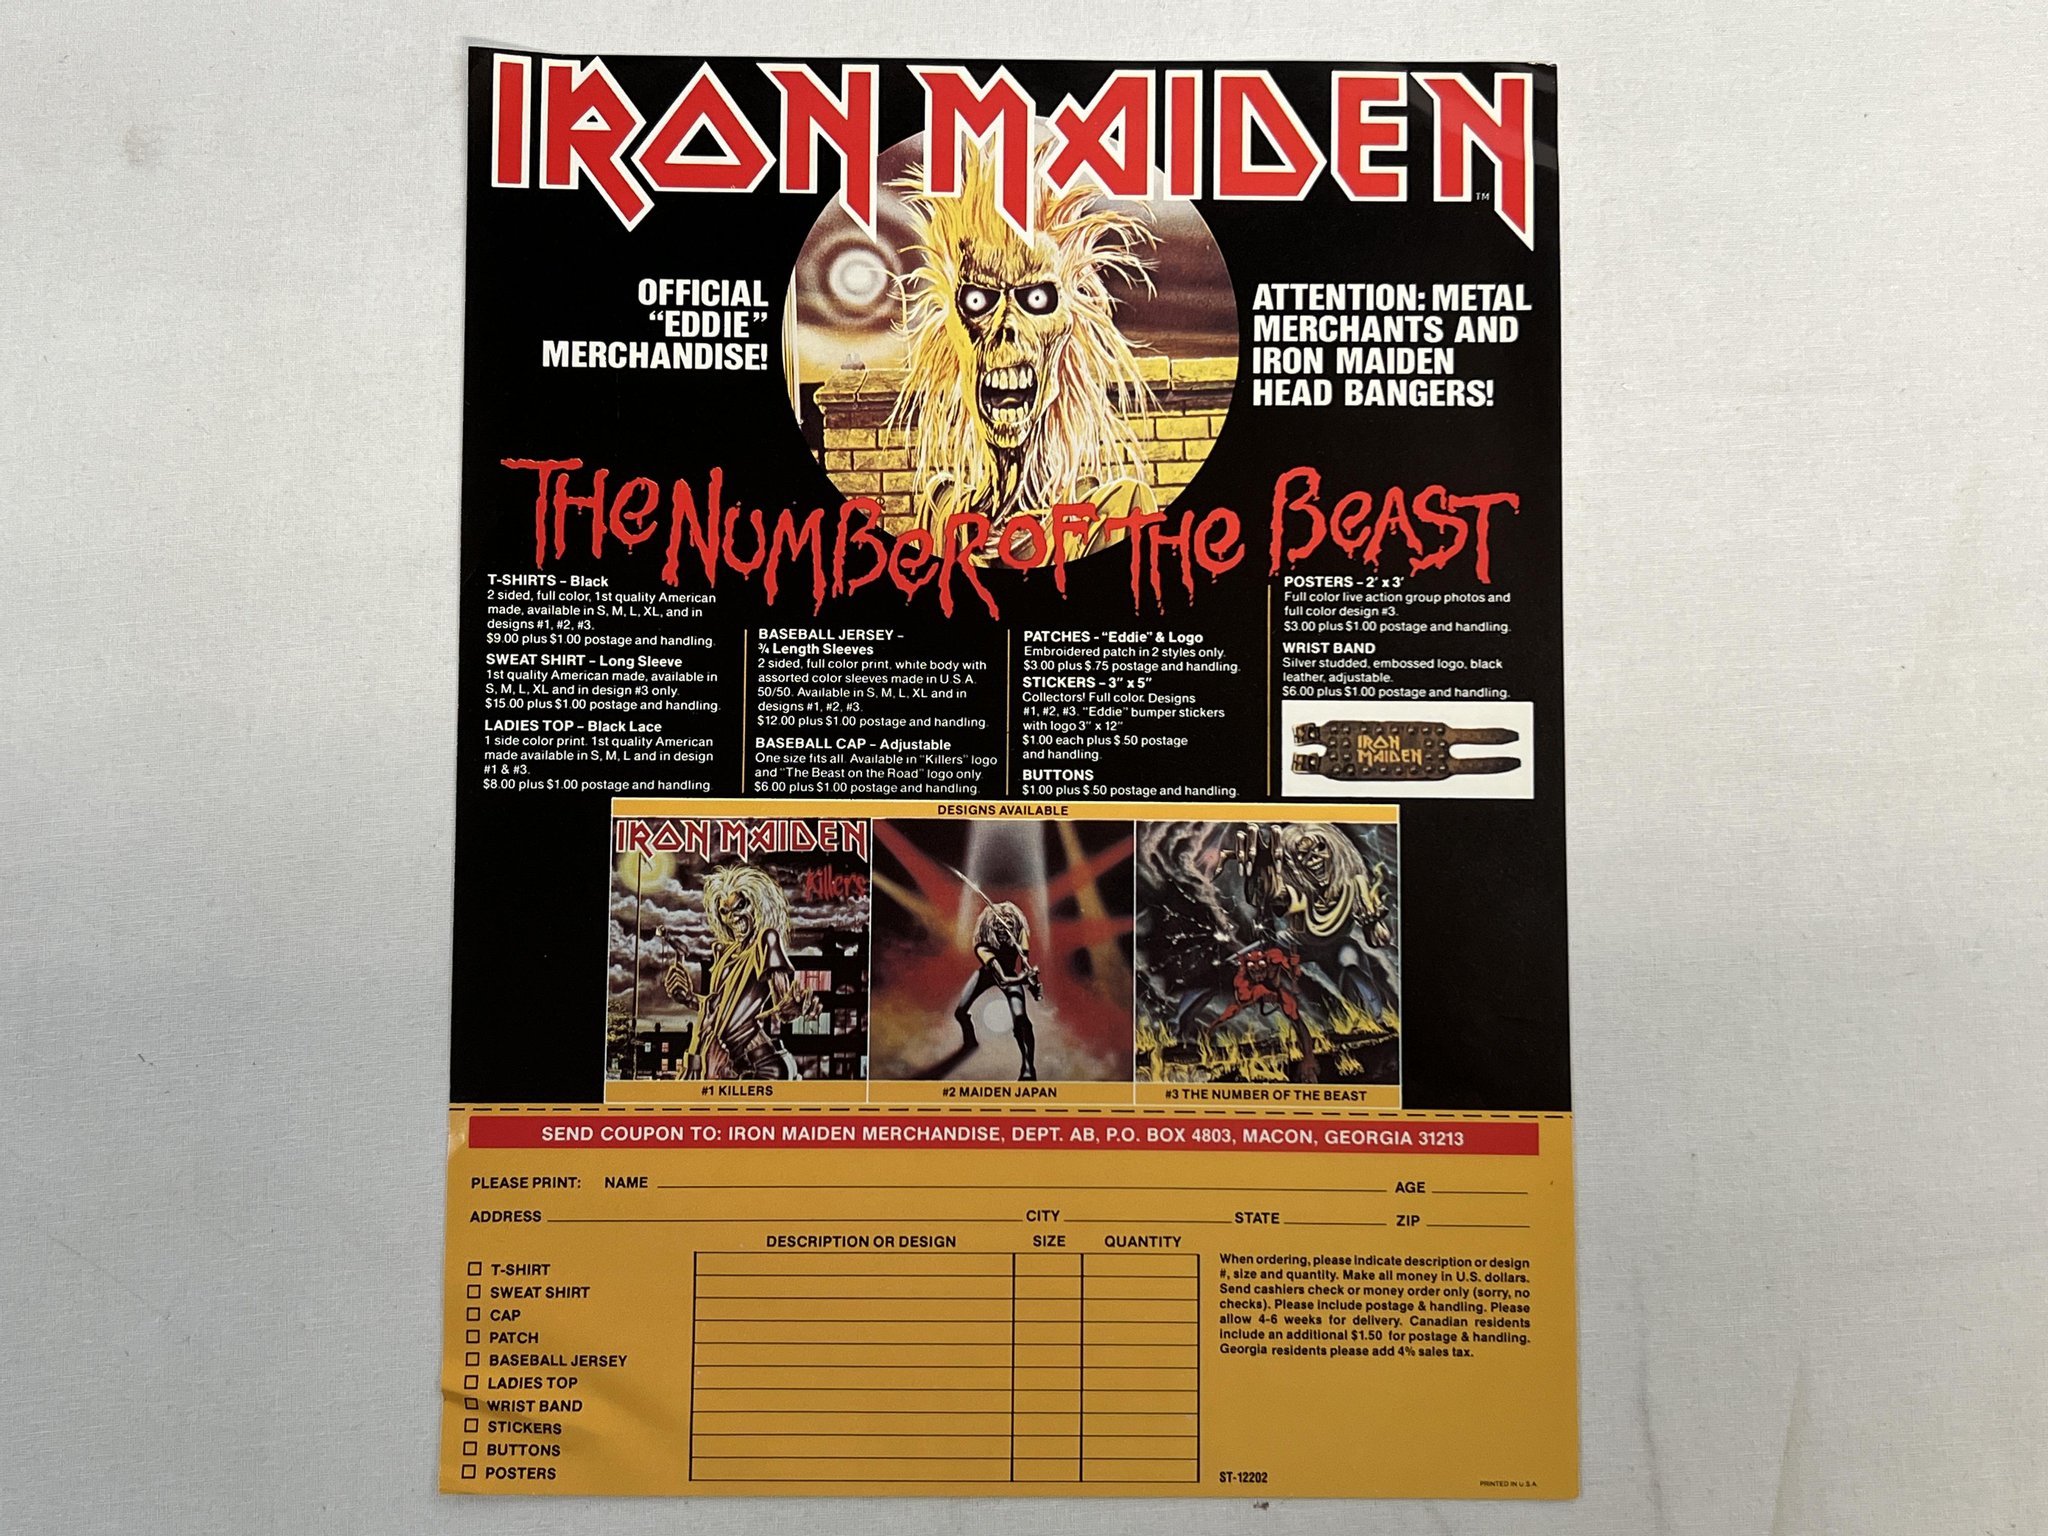 IRON MAIDEN
TM
OFFICIAL
“EDDIE”
MERCHANDISE!
ATTENTION: METAL
MERCHANTS AND
IRON MAIDEN
HEAD BANGERS!
THE NUMBER OF THE BEAST
T-SHIRTS – Black
2 sided, full color, 1st quality American
made, available in S, M, L, XL, and in
designs #1, #2, #3.
$9.00 plus $1.00 postage and handling.
SWEAT SHIRT – Long Sleeve
1st quality American made, available in
S, M, L, XL and in design #3 only.
$15.00 plus $1.00 postage and handling.
LADIES TOP – Black Lace
1 side color print. 1st quality American
made available in S, M, L and in design
#1 & #3.
$8.00 plus $1.00 postage and handling.
BASEBALL JERSEY –
¾ Length Sleeves
2 sided, full color print, white body with
assorted color sleeves made in U.S.A.
50/50. Available in S, M, L, XL and in
designs #1, #2, #3.
$12.00 plus $1.00 postage and handling.
BASEBALL CAP – Adjustable
One size fits all. Available in “Killers” logo
and “The Beast on the Road” logo only.
$6.00 plus $1.00 postage and handling.
PATCHES - “Eddie” & Logo
Embroidered patch in 2 styles only.
$3.00 plus $.75 postage and handling.
STICKERS – 3” x 5”
Collectors! Full color. Designs
#1, #2, #3. “Eddie” bumper stickers
with logo 3” x 12”
$1.00 each plus $.50 postage
and handling.
BUTTONS
$1.00 plus $.50 postage and handling.
POSTERS – 2’ x 3’
Full color live action group photos and
full color design #3.
$3.00 plus $1.00 postage and handling.
WRIST BAND
Silver studded, embossed logo, black
leather, adjustable.
$6.00 plus $1.00 postage and handling.
IRON
MAIDEN
DESIGNS AVAILABLE
IRON MAIDEN
Killers
#1 KILLERS
#2 MAIDEN JAPAN
#3 THE NUMBER OF THE BEAST
SEND COUPON TO: IRON MAIDEN MERCHANDISE, DEPT. AB, P.O. BOX 4803, MACON, GEORGIA 31213
PLEASE PRINT: NAME AGE
ADDRESS CITY STATE ZIP
DESCRIPTION OR DESIGN SIZE QUANTITY
T-SHIRT
SWEAT SHIRT
CAP
PATCH
BASEBALL JERSEY
LADIES TOP
WRIST BAND
STICKERS
BUTTONS
POSTERS
When ordering, please indicate description or design
#, size and quantity. Make all money in U.S. dollars.
Send cashiers check or money order only (sorry, no
checks). Please include postage & handling. Please
allow 4-6 weeks for delivery. Canadian residents
include an additional $1.50 for postage & handling.
Georgia residents please add 4% sales tax.
ST-12202
PRINTED IN U.S.A.